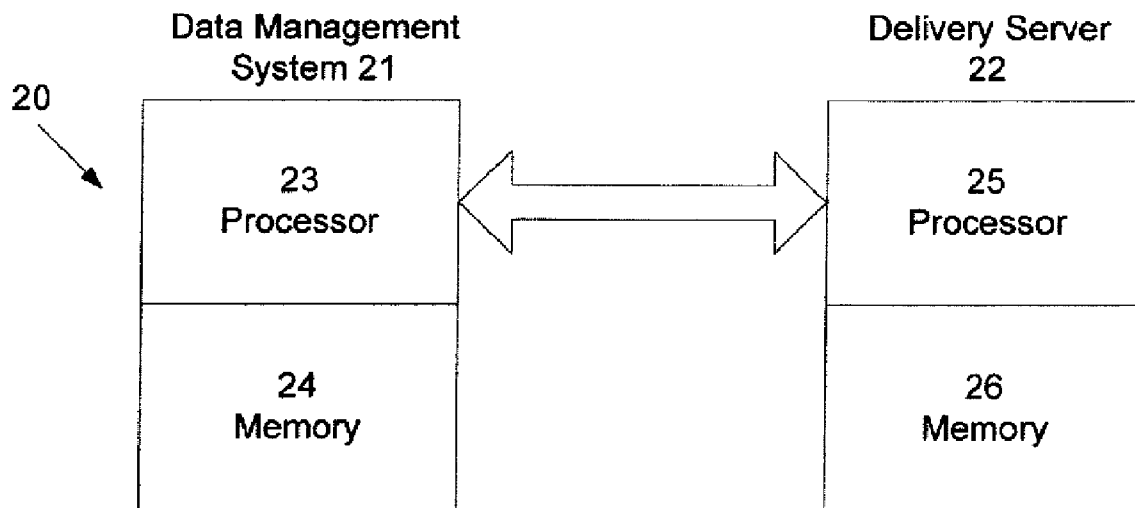 Data Management
System 21
Delivery Server
22
20
23
Processor
25
Processor
24
Memory
26
Memory